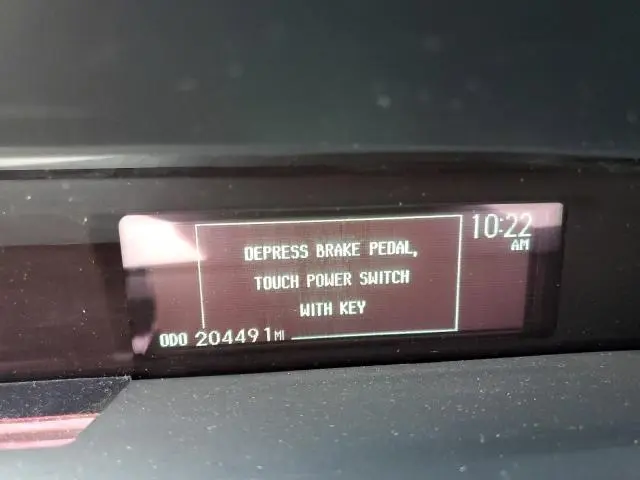 10:22
AM
DEPRESS BRAKE PEDAL,
TOUCH POWER SWITCH
WITH KEY
ODO 204491 MI